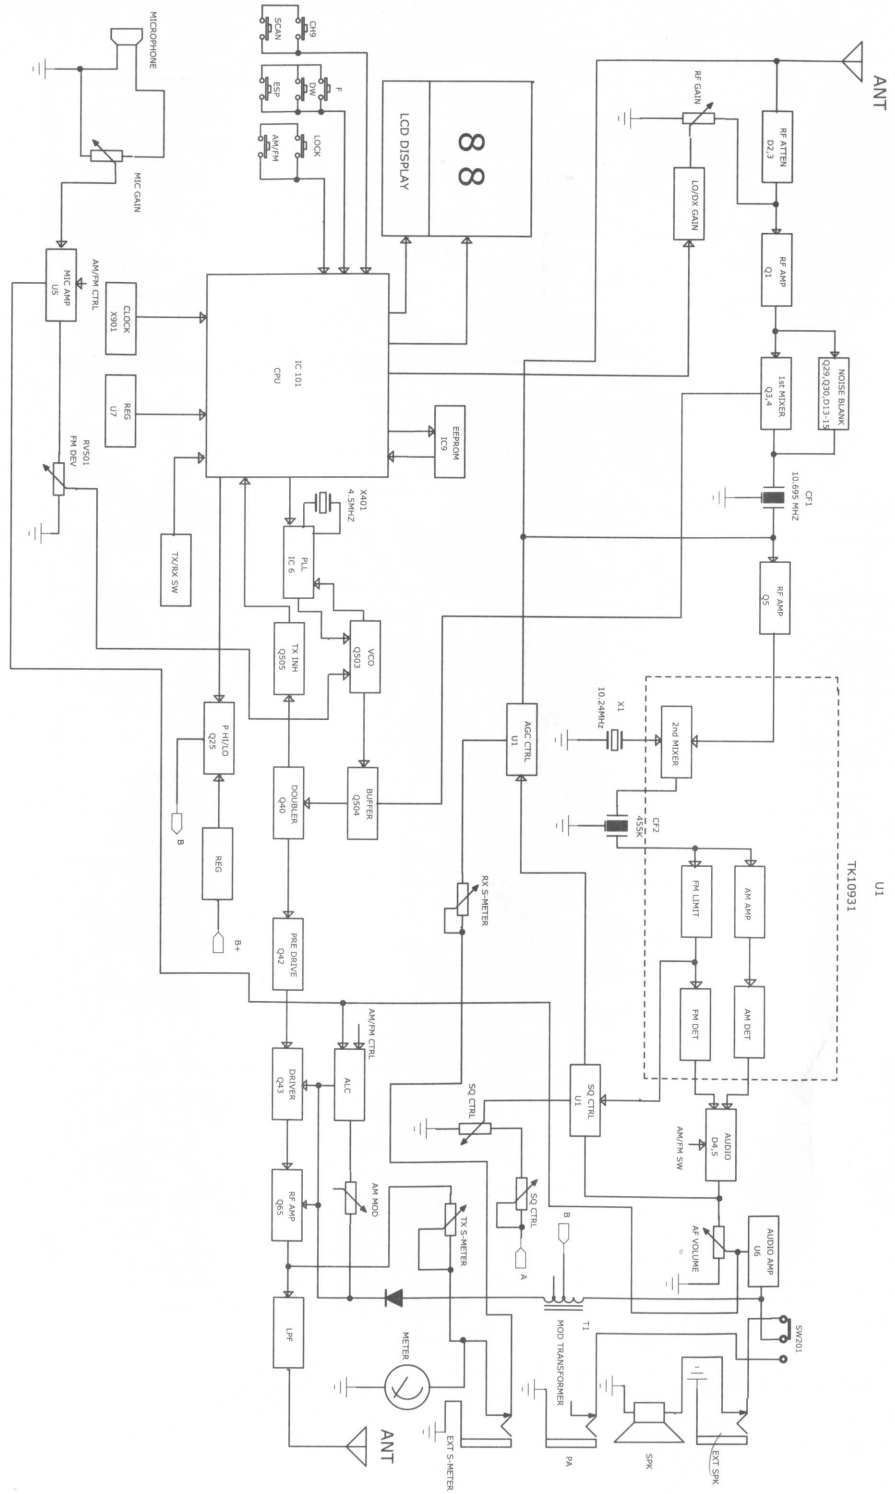 ANT
RF ATTEN
D2,3
RF GAIN
LO/DX GAIN
RF AMP
Q1
NOISE BLANK
Q29,Q30,D13-15
1st MIXER
Q3,4
CF1
10.695 MHZ
RF AMP
Q5
U1
TK10931
2nd MIXER
X1
10.24MHz
CF2
455K
AM AMP
FM LIMIT
AM DET
FM DET
AUDIO
D4,5
AM/FM SW
AUDIO AMP
U6
AF VOLUME
SW201
EXT SPK
SPK
PA
T1
MOD TRANSFORMER
B
AGC CTRL
U1
SQ CTRL
U1
SQ CTRL
SQ CTRL
A
RX S-METER
TX S-METER
EXT S-METER
METER
88
LCD DISPLAY
CH9
SCAN
F
DW
ESP
LOCK
AM/FM
IC 101
CPU
EEPROM
IC9
X401
4.5MHZ
PLL
IC 6
VCO
Q503
BUFFER
Q504
TX INH
Q505
DOUBLER
Q40
PRE DRIVE
Q42
DRIVER
Q43
ALC
AM/FM CTRL
AM MOD
RF AMP
Q65
LPF
ANT
P HI/LO
Q25
B
REG
B+
TX/RX SW
REG
U7
CLOCK
X901
MICROPHONE
MIC GAIN
AM/FM CTRL
MIC AMP
U5
RV501
FM DEV